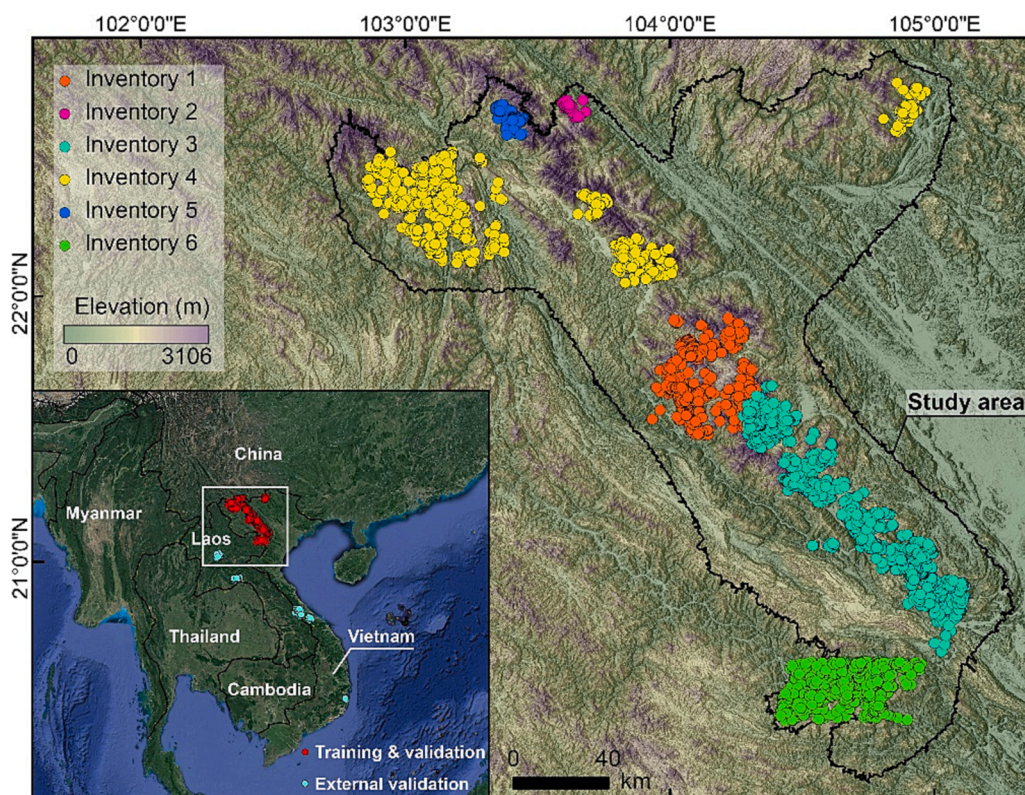 102°0'0"E
103°0'0"E
104°0'0"E
105°0'0"E
Inventory 1
Inventory 2
Inventory 3
Inventory 4
Inventory 5
Inventory 6
Elevation (m)
0
3106
22°0'0"N
21°0'0"N
Study area
China
Myanmar
Laos
Thailand
Vietnam
Cambodia
Training & validation
External validation
0
40
km